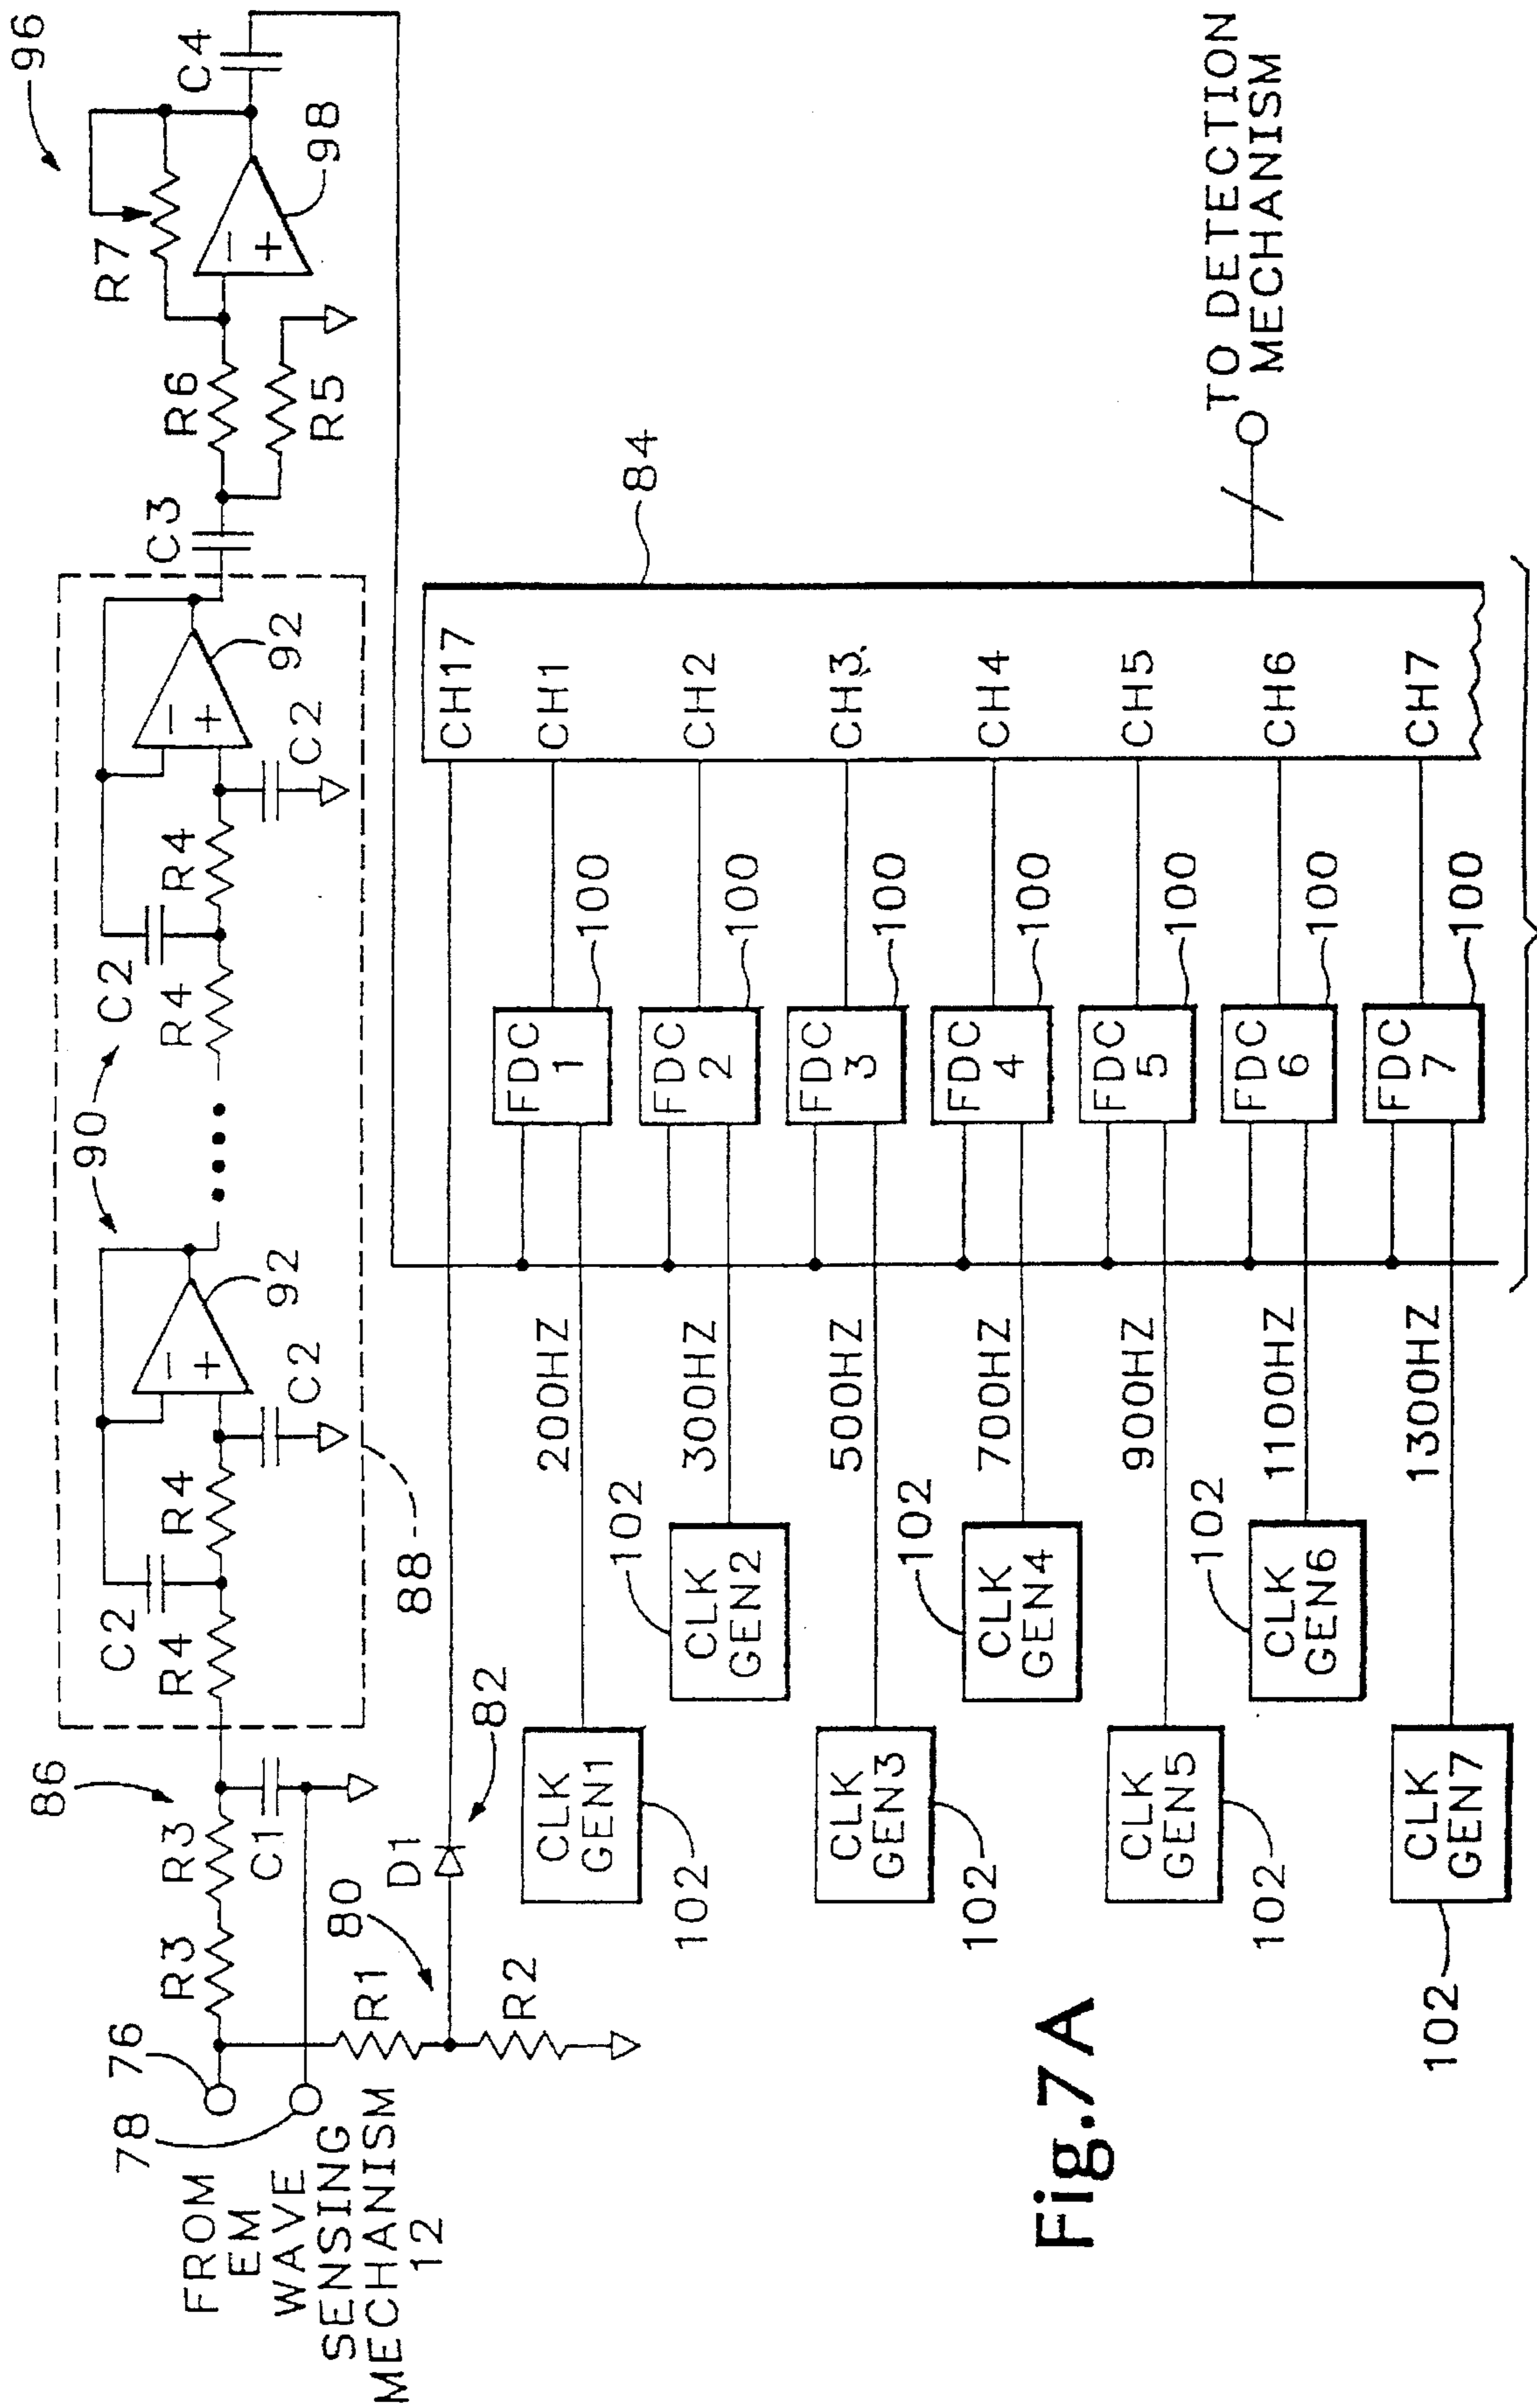 FROM
EM
WAVE
SENSING
MECHANISM
12
78
76
R3
R3
86
C1
R1
80
R2
D1
82
C2
R4
R4
C2
92
88
90
C2
R4
R4
C2
92
C3
R6
R5
R7
98
96
C4
CH17
84
TO DETECTION
MECHANISM
CLK
GEN1
102
200HZ
FDC
1
100
CH1
CLK
GEN2
102
300HZ
FDC
2
100
CH2
CLK
GEN3
102
500HZ
FDC
3
100
CH3
CLK
GEN4
102
700HZ
FDC
4
100
CH4
CLK
GEN5
102
900HZ
FDC
5
100
CH5
CLK
GEN6
102
1100HZ
FDC
6
100
CH6
CLK
GEN7
102
1300HZ
FDC
7
100
CH7
Fig.7A